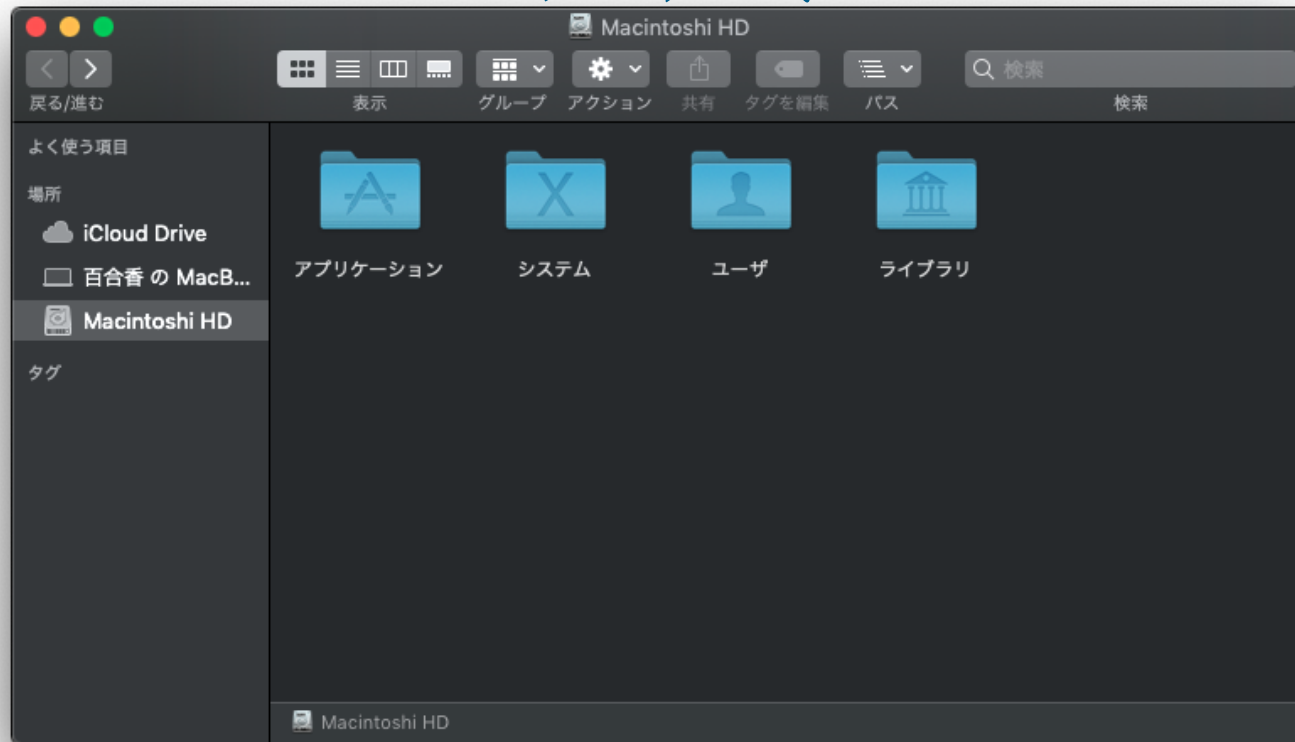 Macintoshi HD
戻る/進む 表示 グループ アクション 共有 タグを編集 パス 検索
検索
よく使う項目
場所
iCloud Drive
百合香 の MacB...
Macintoshi HD
タグ
アプリケーション システム ユーザ ライブラリ
Macintoshi HD